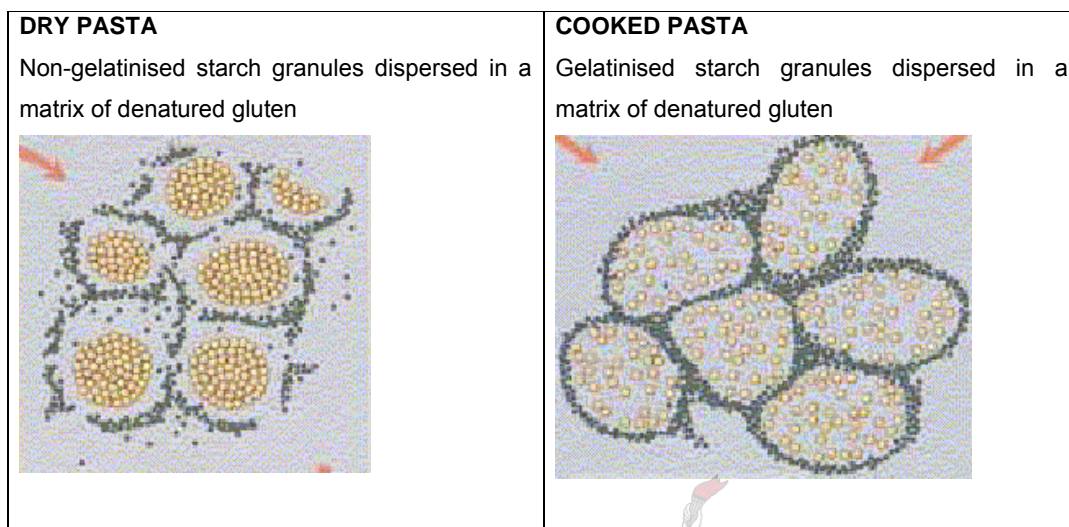 DRY PASTA
Non-gelatinised starch granules dispersed in a
matrix of denatured gluten
COOKED PASTA
Gelatinised starch granules dispersed in a
matrix of denatured gluten